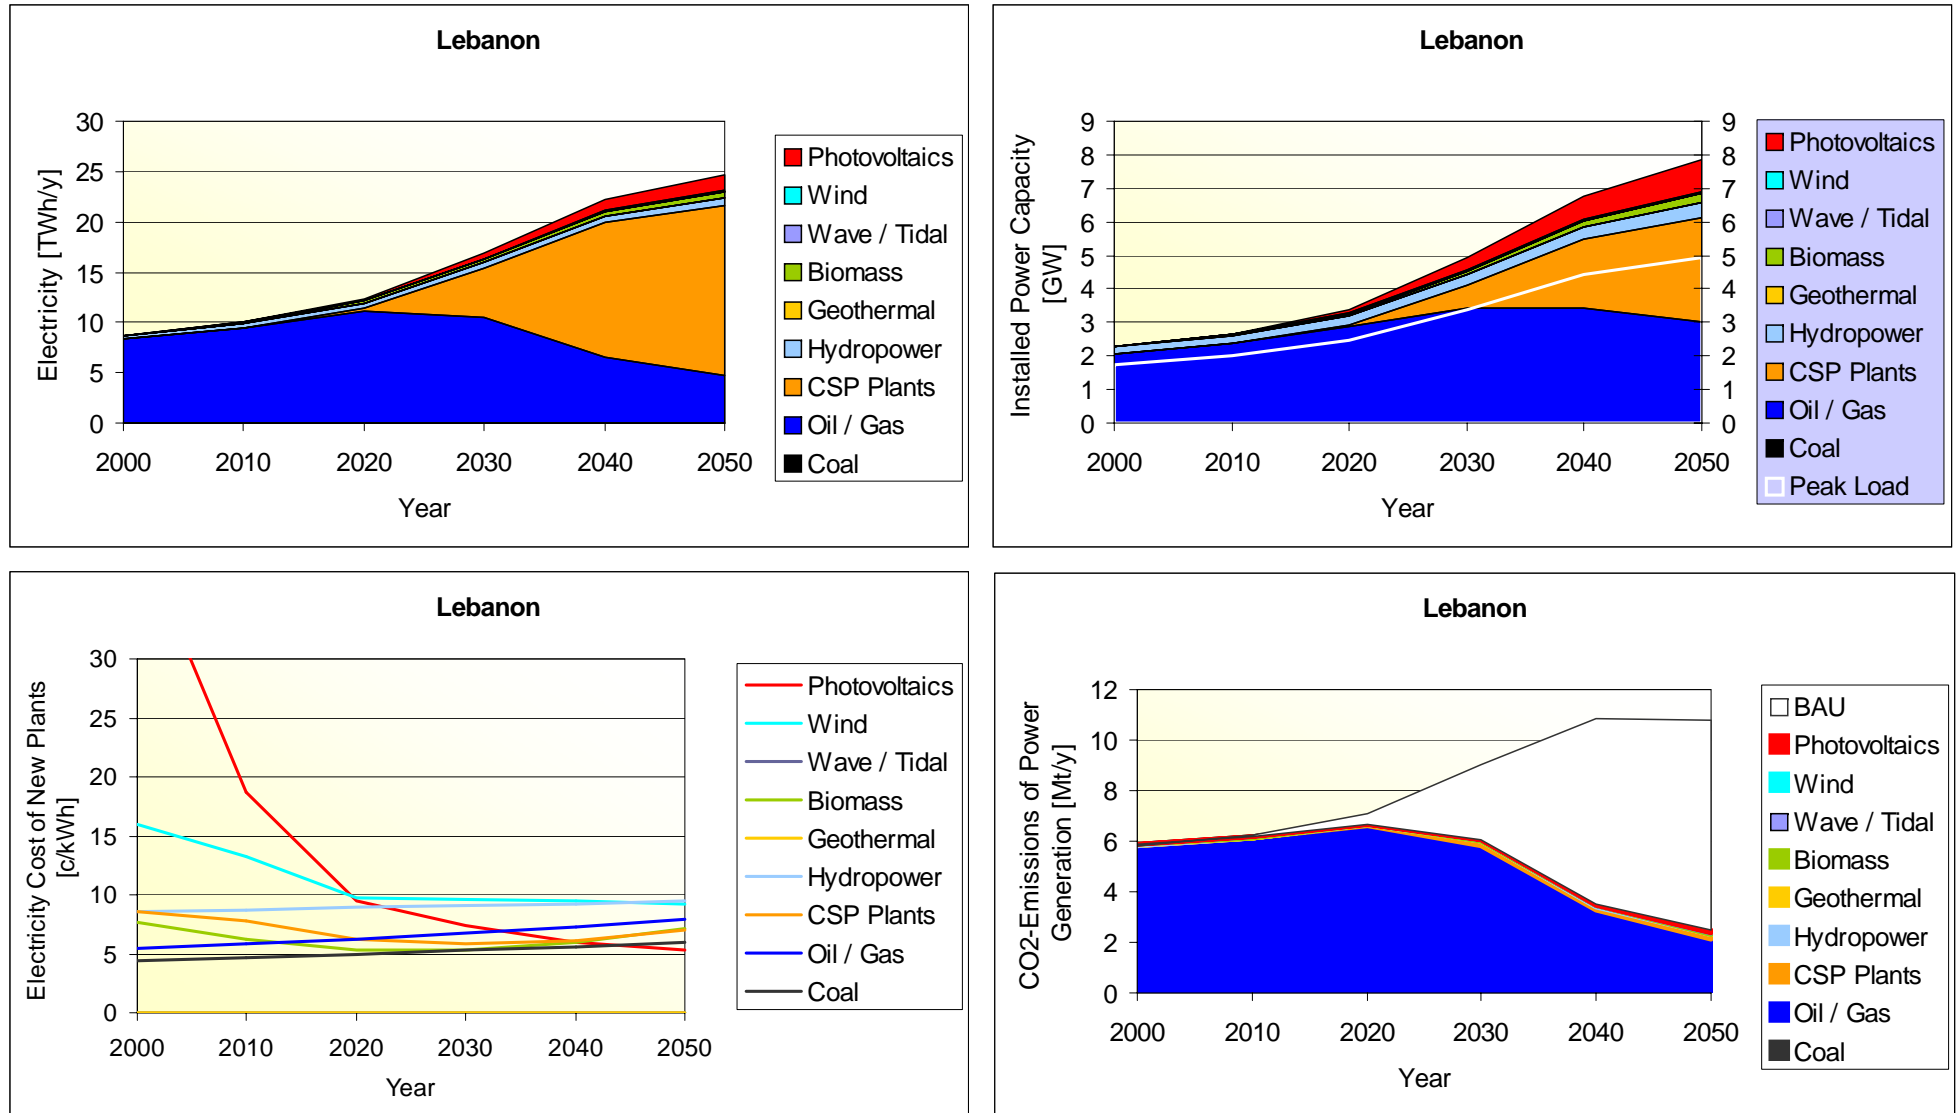 Lebanon
Electricity [TWh/y]
30
25
20
15
10
5
0
2000 2010 2020 2030 2040 2050
Year
Photovoltaics
Wind
Wave / Tidal
Biomass
Geothermal
Hydropower
CSP Plants
Oil / Gas
Coal
Lebanon
Installed Power Capacity
[GW]
9 9
8 8
7 7
6 6
5 5
4 4
3 3
2 2
1 1
0 0
2000 2010 2020 2030 2040 2050
Year
Photovoltaics
Wind
Wave / Tidal
Biomass
Geothermal
Hydropower
CSP Plants
Oil / Gas
Coal
Peak Load
Lebanon
Electricity Cost of New Plants
[c/kWh]
30
25
20
15
10
5
0
2000 2010 2020 2030 2040 2050
Year
Photovoltaics
Wind
Wave / Tidal
Biomass
Geothermal
Hydropower
CSP Plants
Oil / Gas
Coal
Lebanon
CO2-Emissions of Power
Generation [Mt/y]
12
10
8
6
4
2
0
2000 2010 2020 2030 2040 2050
Year
BAU
Photovoltaics
Wind
Wave / Tidal
Biomass
Geothermal
Hydropower
CSP Plants
Oil / Gas
Coal